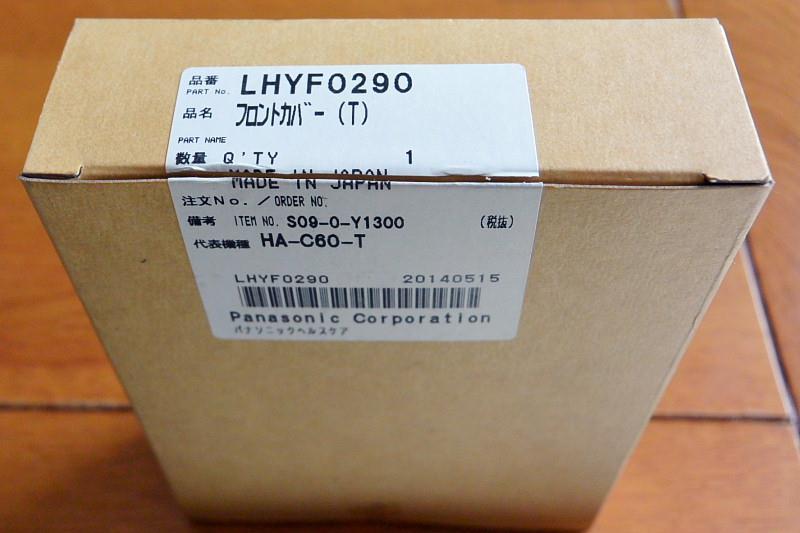 品番 LHYF0290
PART No.
品名 フロントカバー(T)
PART NAME
数量 Q'TY 1
MADE IN JAPAN
注文No./ORDER NO.
備考 ITEM NO. S09-0-Y1300 (税抜)
代表機種 HA-C60-T
LHYF0290 20140515
Panasonic Corporation
パナソニックヘルスケア